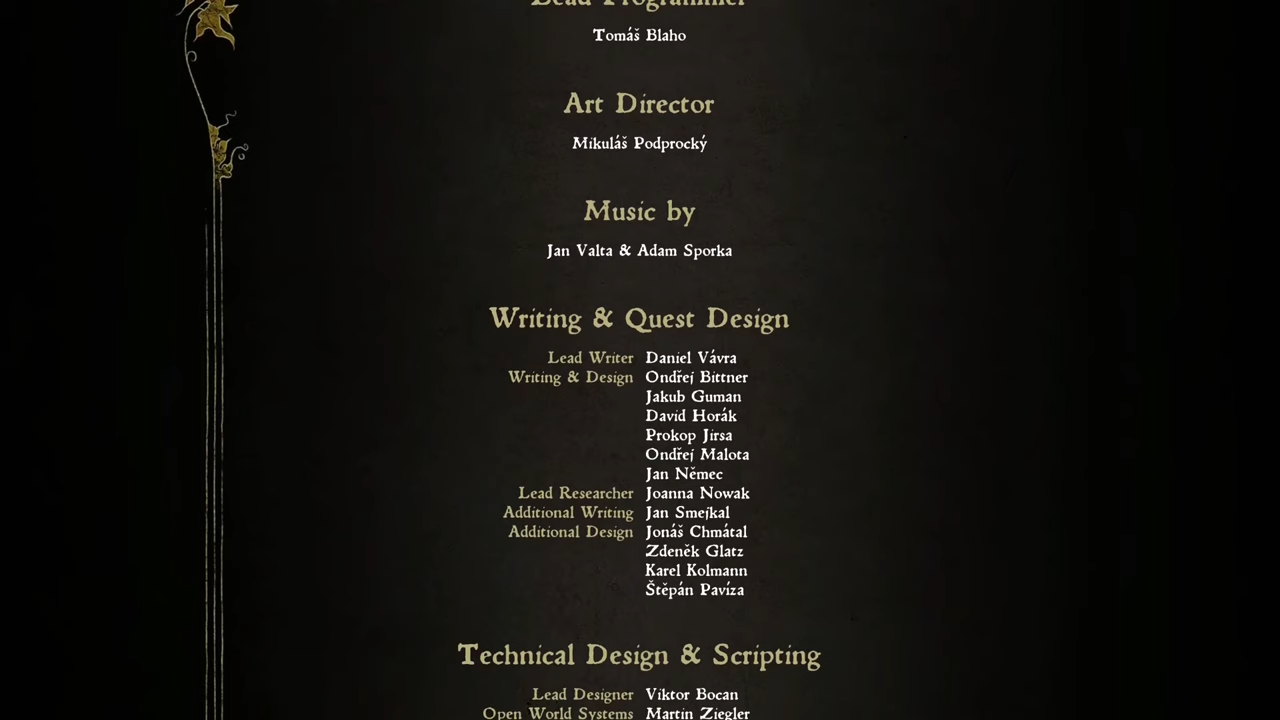 Lead Programmer
Tomáš Blaho
Art Director
Mikuláš Podprocký
Music by
Jan Valta & Adam Sporka
Writing & Quest Design
Lead Writer Daniel Vávra
Writing & Design Ondřej Bittner
Jakub Guman
David Horák
Prokop Jirsa
Ondřej Malota
Jan Němec
Lead Researcher Joanna Nowak
Additional Writing Jan Smejkal
Additional Design Jonáš Chmátal
Zdeněk Glatz
Karel Kolmann
Štěpán Pavíza
Technical Design & Scripting
Lead Designer Viktor Bocan
Open World Systems Martin Ziegler